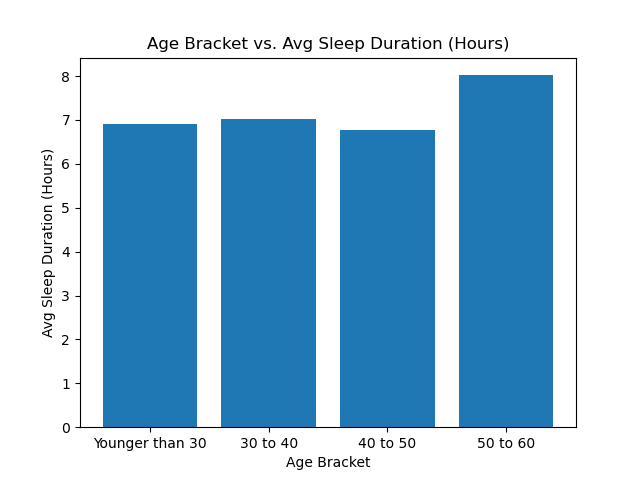 Age Bracket vs. Avg Sleep Duration (Hours)
Avg Sleep Duration (Hours)
8
7
6
5
4
3
2
1
0
Younger than 30
30 to 40
40 to 50
50 to 60
Age Bracket